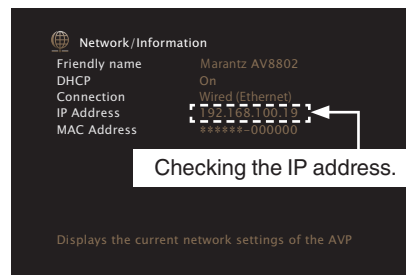 Network/Information
Friendly name Marantz AV8802
DHCP On
Connection Wired (Ethernet)
IP Address 192.168.100.19
MAC Address ******-000000
Checking the IP address.
Displays the current network settings of the AVP